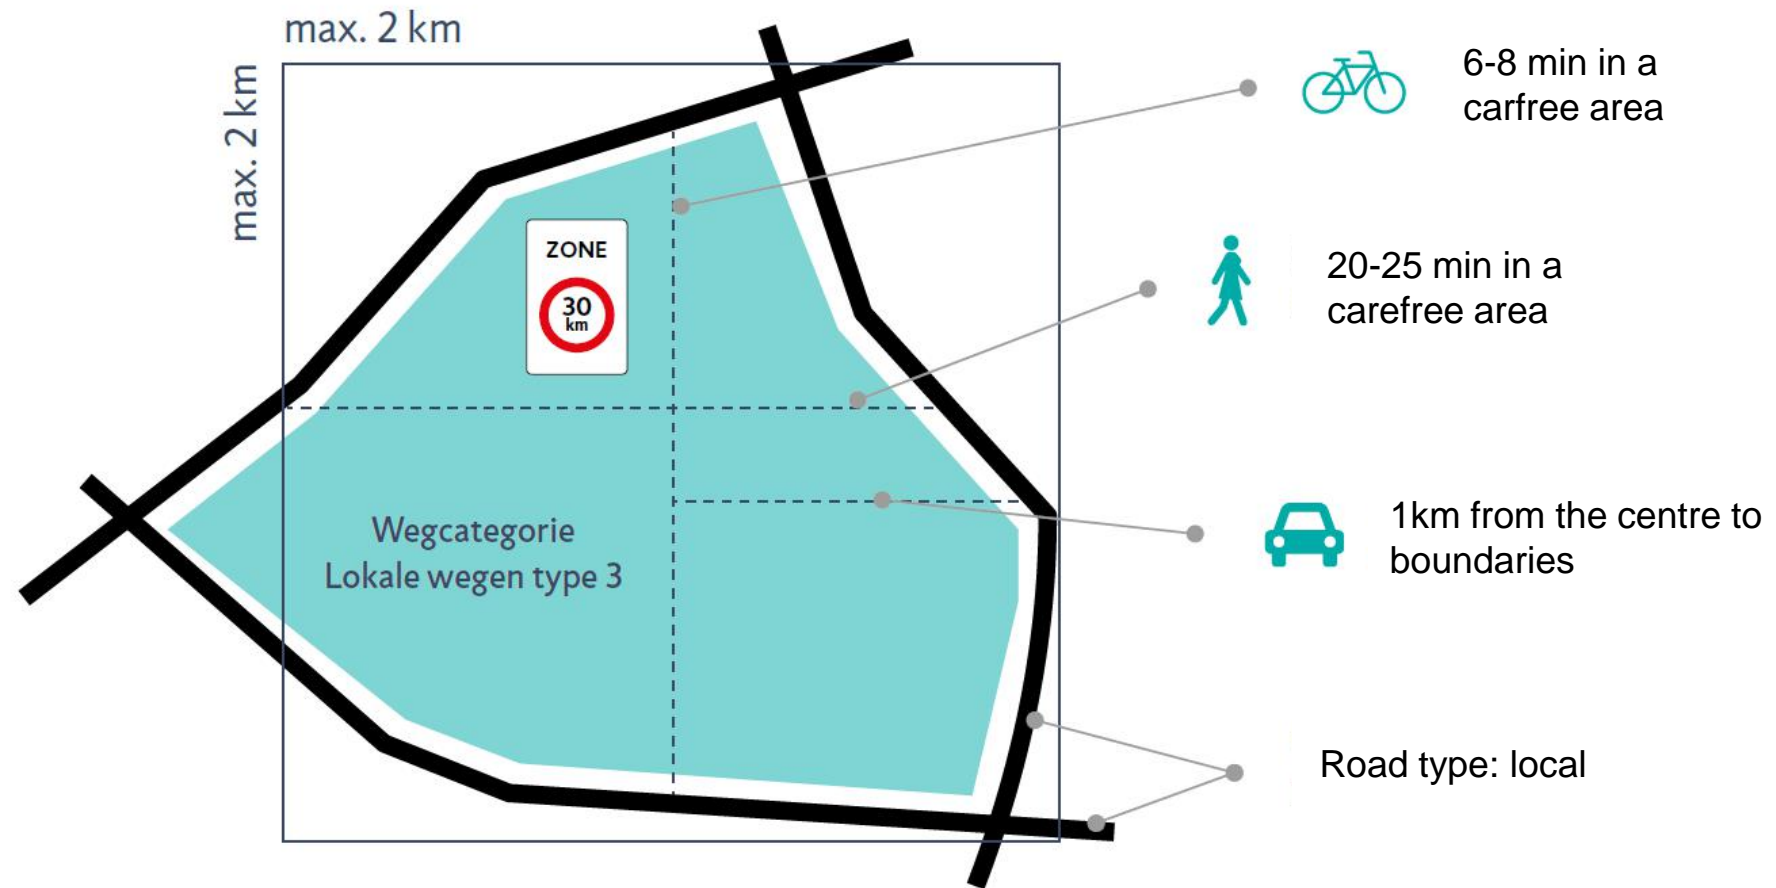 max. 2 km
max. 2 km
6-8 min in a
carfree area
ZONE
30
km
20-25 min in a
carefree area
Wegcategorie
Lokale wegen type 3
1km from the centre to
boundaries
Road type: local